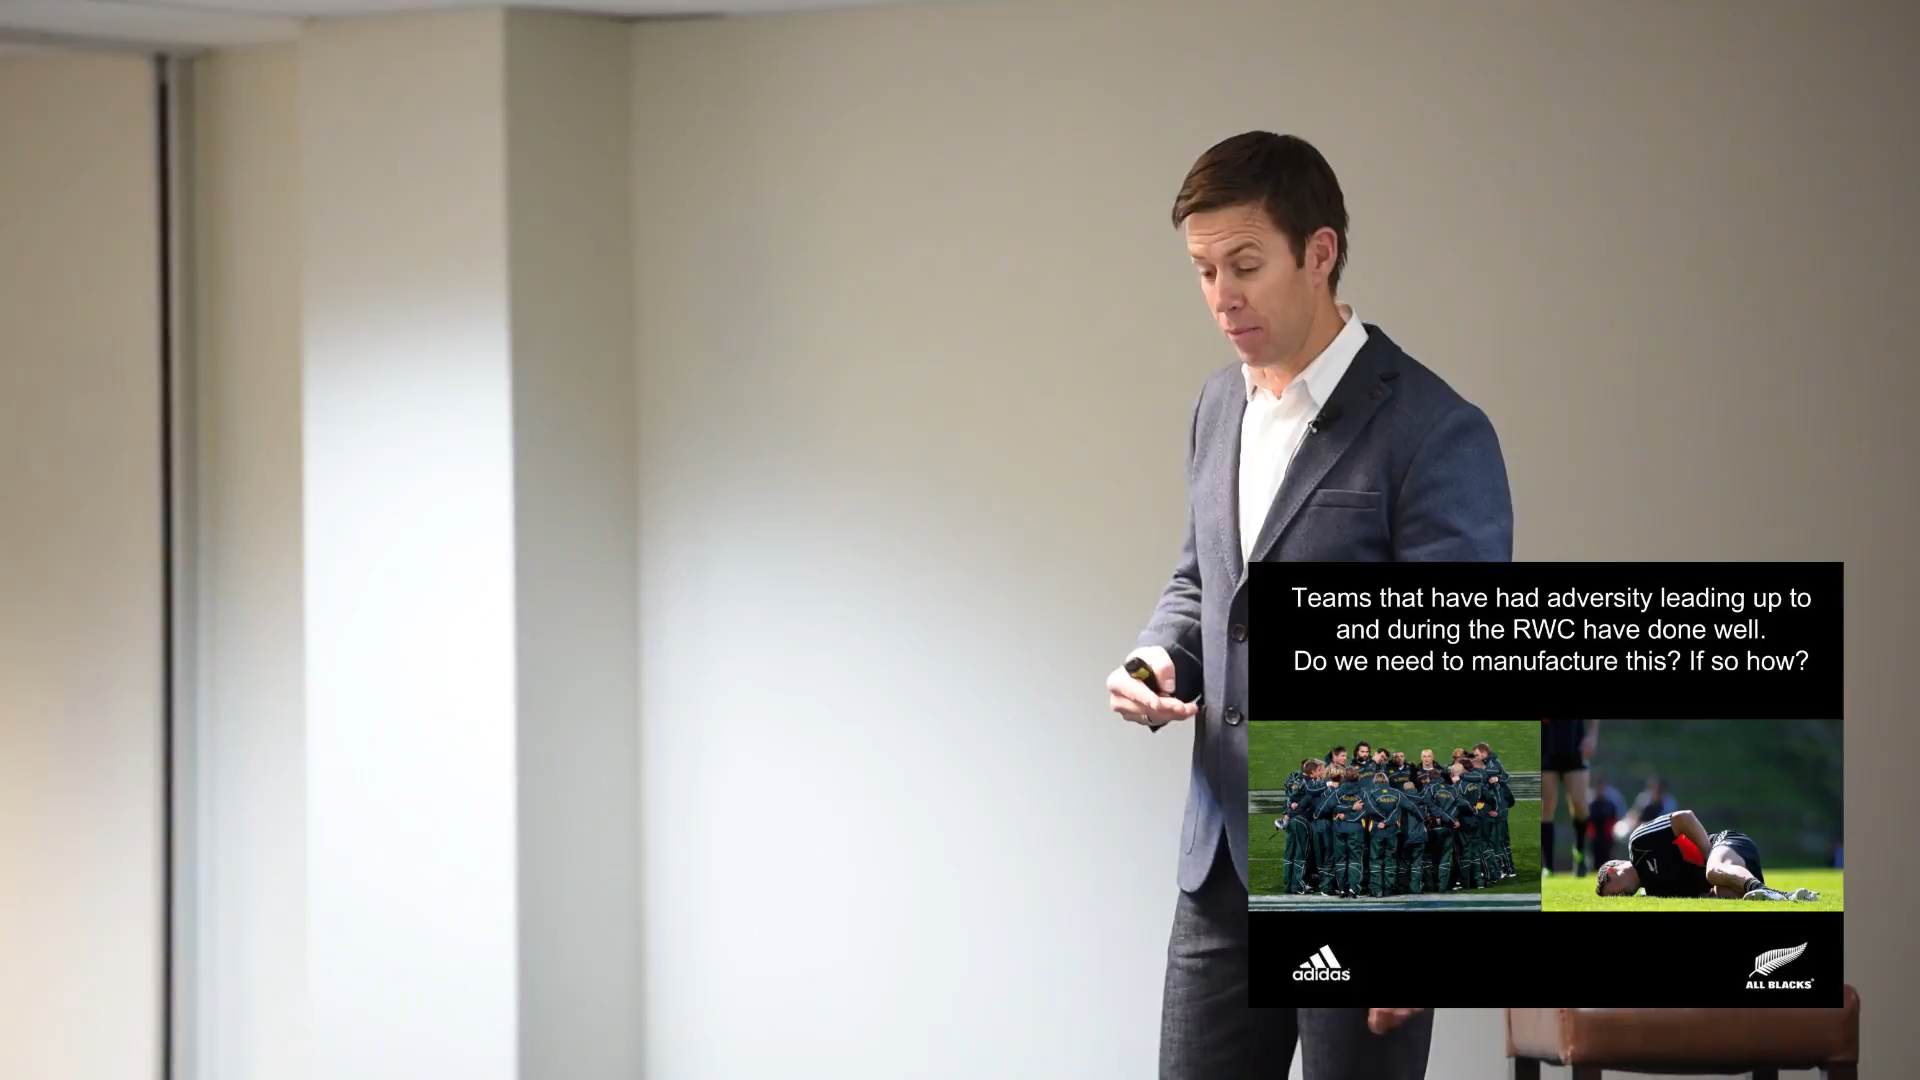 Teams that have had adversity leading up to
and during the RWC have done well.
Do we need to manufacture this? If so how?
adidas
ALL BLACKS